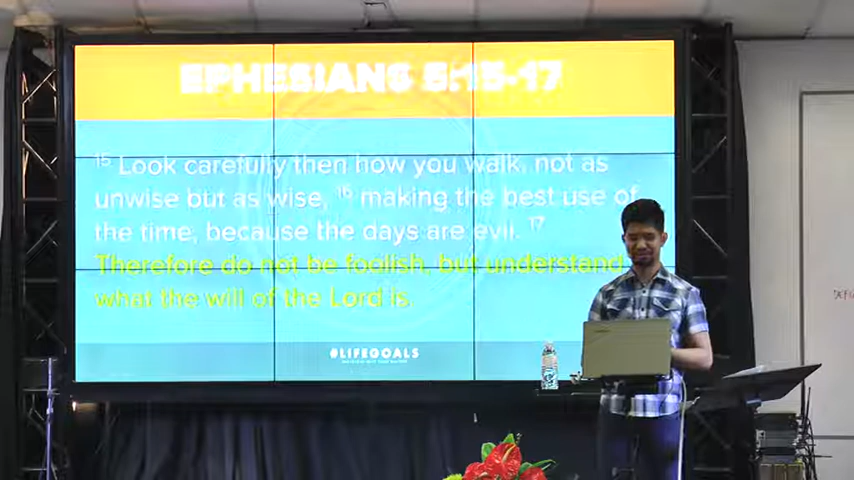 EPHESIANS 5:15-17
15 Look carefully then how you walk, not as
unwise but as wise, 16 making the best use of
the time, because the days are evil. 17
Therefore do not be foolish, but understand
what the will of the Lord is.
#LIFEGOALS